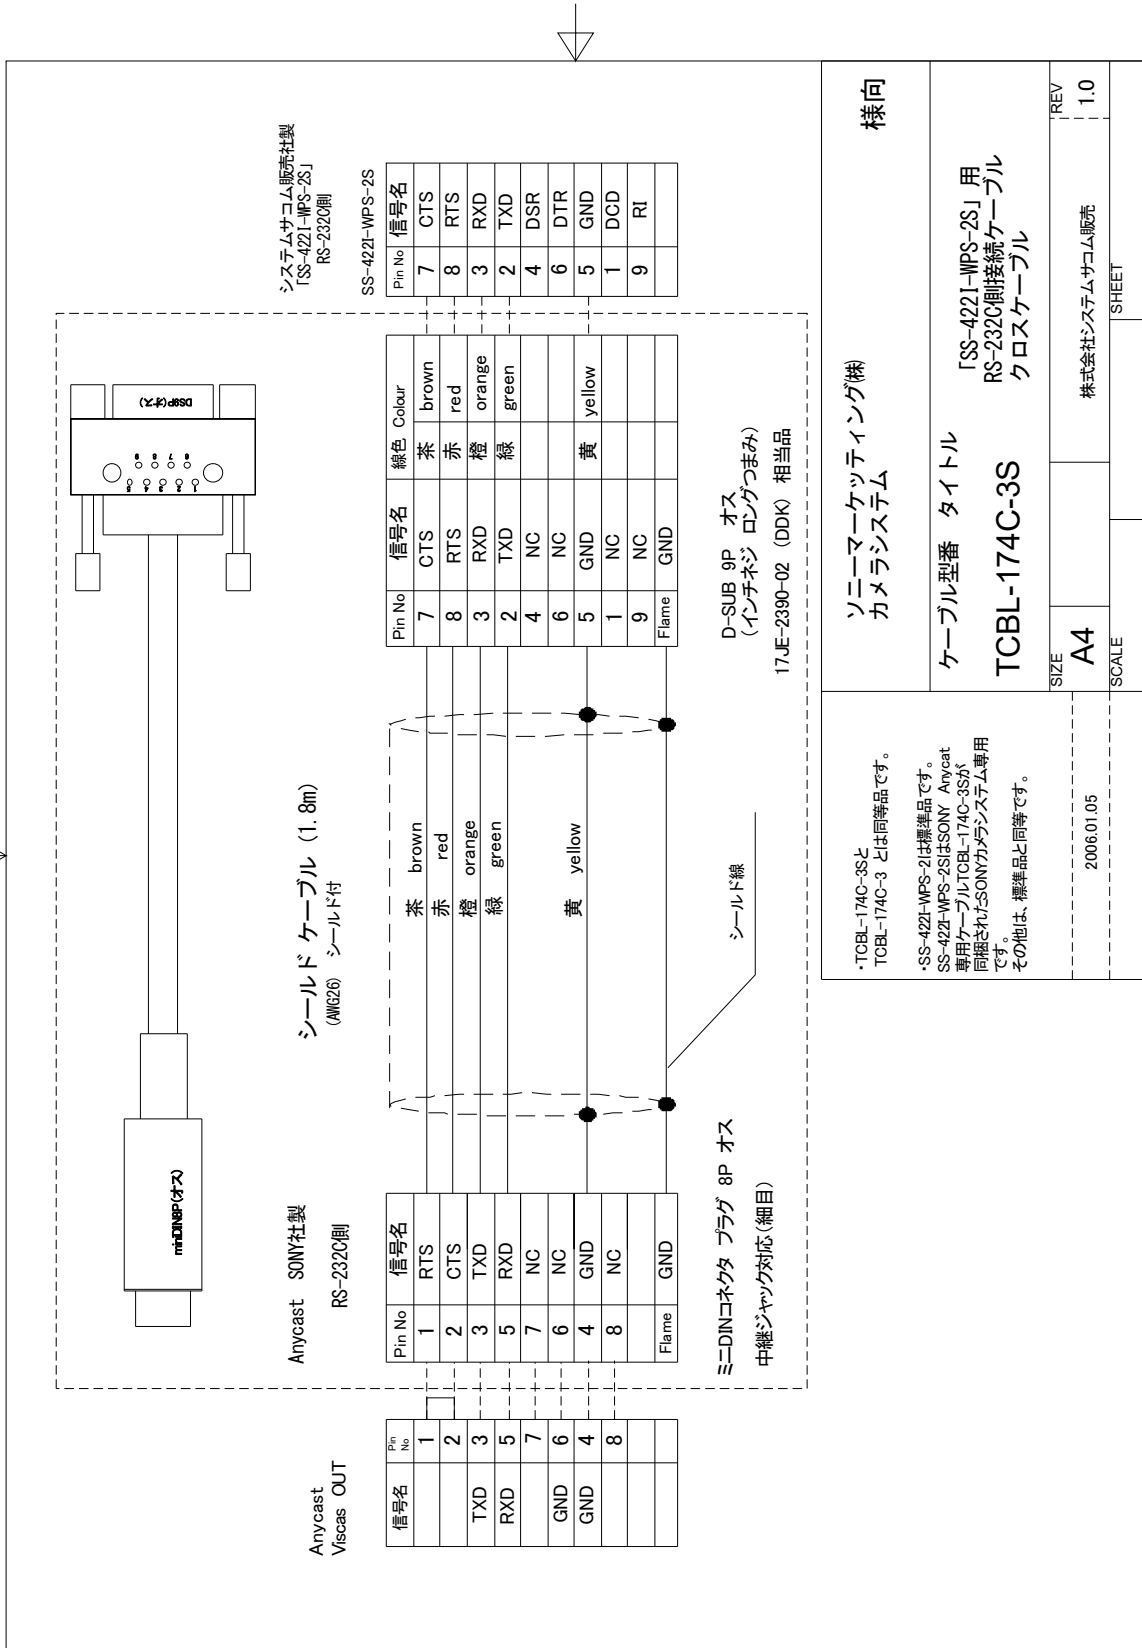 miniDIN8P(オス)
DS9P(オス)
5 4 3 2 1
9 8 7 6
Anycast
Viscas OUT
Anycast SONY社製
RS-232C側
シールド ケーブル (1.8m)
(AWG26) シールド付
システムサコム販売社製
「SS-422I-WPS-2S」
RS-232C側
SS-422I-WPS-2S
信号名 Pin No
1
2
TXD 3
RXD 5
7
GND 6
GND 4
8
Pin No 信号名
1 RTS
2 CTS
3 TXD
5 RXD
7 NC
6 NC
4 GND
8 NC
Flame GND
茶 brown
赤 red
橙 orange
緑 green
黄 yellow
シールド線
Pin No 信号名 線色 Colour
7 CTS 茶 brown
8 RTS 赤 red
3 RXD 橙 orange
2 TXD 緑 green
4 NC
6 NC
5 GND 黄 yellow
1 NC
9 NC
Flame GND
Pin No 信号名
7 CTS
8 RTS
3 RXD
2 TXD
4 DSR
6 DTR
5 GND
1 DCD
9 RI
ミニDINコネクタ プラグ 8P オス
中継ジャック対応(細目)
D-SUB 9P オス
(インチネジ ロングつまみ)
17JE-2390-02 (DDK) 相当品
・TCBL-174C-3Sと
TCBL-174C-3 とは同等品です。
・SS-422I-WPS-2は標準品です。
SS-422I-WPS-2SはSONY Anycat
専用ケーブルTCBL-174C-3Sが
同梱されたSONYカメラシステム専用
です。
その他は、標準品と同等です。
2006.01.05
ソニーマーケッティング(株) 様向
カメラシステム
ケーブル型番 タイトル
TCBL-174C-3S
「SS-422I-WPS-2S」用
RS-232C側接続ケーブル
クロスケーブル
SIZE
A4
株式会社システムサコム販売
REV
1.0
SCALE
SHEET